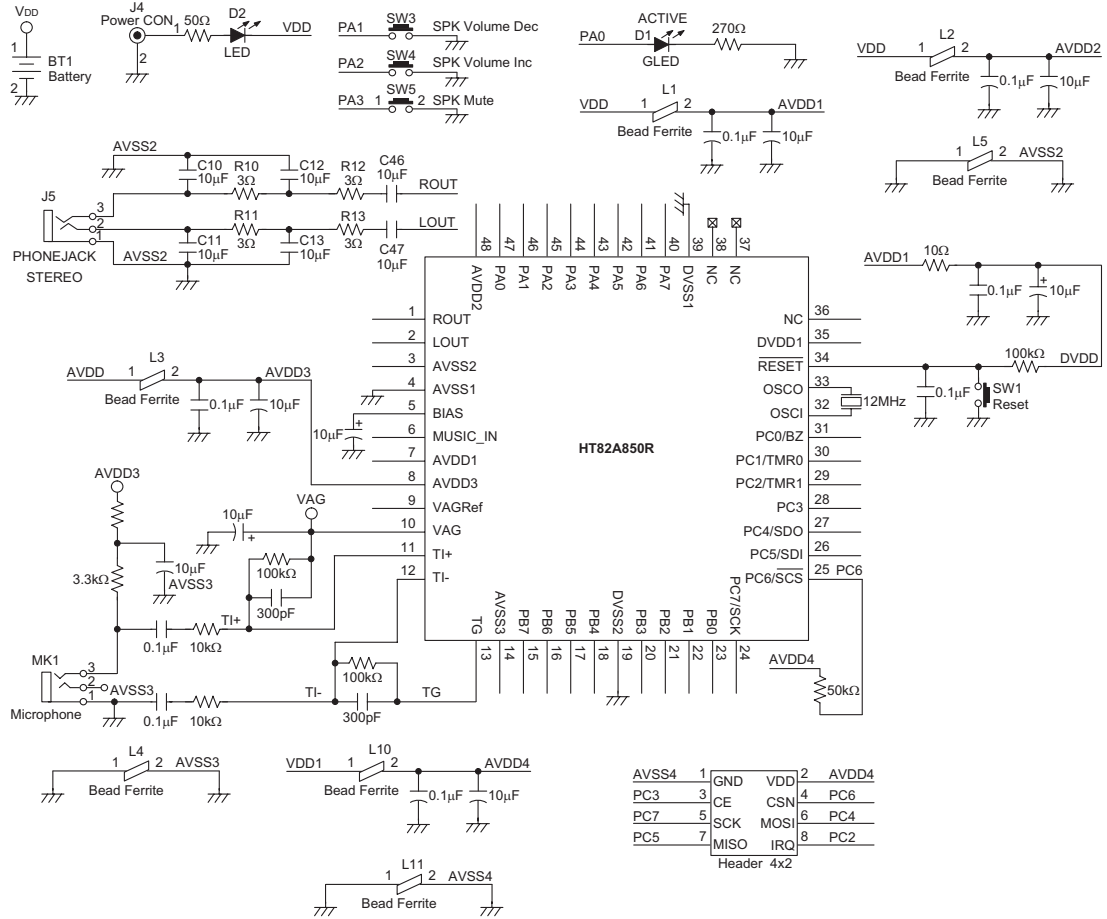 VDD
1
BT1
Battery
2
J4
Power CON
1
2
50Ω
D2
LED
VDD
PA1
SW3
SPK Volume Dec
PA2
SW4
SPK Volume Inc
PA3
1
SW5
2
SPK Mute
ACTIVE
PA0
D1
GLED
270Ω
VDD
1
L1
2
Bead Ferrite
AVDD1
0.1μF
10μF
VDD
1
L2
2
Bead Ferrite
AVDD2
0.1μF
10μF
1
L5
2
AVSS2
Bead Ferrite
AVSS2
C10
10μF
R10
3Ω
C12
10μF
R12
3Ω
C46
10μF
ROUT
J5
3
2
1
PHONEJACK
STEREO
AVSS2
C11
10μF
R11
3Ω
C13
10μF
R13
3Ω
C47
10μF
LOUT
48
47
46
45
44
43
42
41
40
39
38
37
AVDD2
PA0
PA1
PA2
PA3
PA4
PA5
PA6
PA7
DVSS1
NC
NC
1
ROUT
2
LOUT
3
AVSS2
4
AVSS1
5
BIAS
6
MUSIC_IN
7
AVDD1
8
AVDD3
9
VAGRef
10
VAG
11
TI+
12
TI-
HT82A850R
NC
36
DVDD1
35
RESET
34
OSCO
33
OSCI
32
PC0/BZ
31
PC1/TMR0
30
PC2/TMR1
29
PC3
28
PC4/SDO
27
PC5/SDI
26
PC6/SCS
25
PC6
TG
AVSS3
PB7
PB6
PB5
PB4
DVSS2
PB3
PB2
PB1
PB0
PC7/SCK
13
14
15
16
17
18
19
20
21
22
23
24
AVDD1
10Ω
0.1μF
+
10μF
100kΩ
DVDD
0.1μF
SW1
Reset
12MHz
AVDD4
50kΩ
AVDD
1
L3
2
AVDD3
Bead Ferrite
0.1μF
10μF
10μF
+
AVDD3
VAG
10μF
+
10μF
AVSS3
3.3kΩ
100kΩ
300pF
TI+
0.1μF
10kΩ
MK1
3
2
1
AVSS3
Microphone
0.1μF
10kΩ
TI-
100kΩ
300pF
TG
1
L4
2
AVSS3
Bead Ferrite
VDD1
1
L10
2
AVDD4
Bead Ferrite
0.1μF
10μF
1
L11
2
AVSS4
Bead Ferrite
AVSS4
1
GND
VDD
2
AVDD4
PC3
3
CE
CSN
4
PC6
PC7
5
SCK
MOSI
6
PC4
PC5
7
MISO
IRQ
8
PC2
Header 4x2